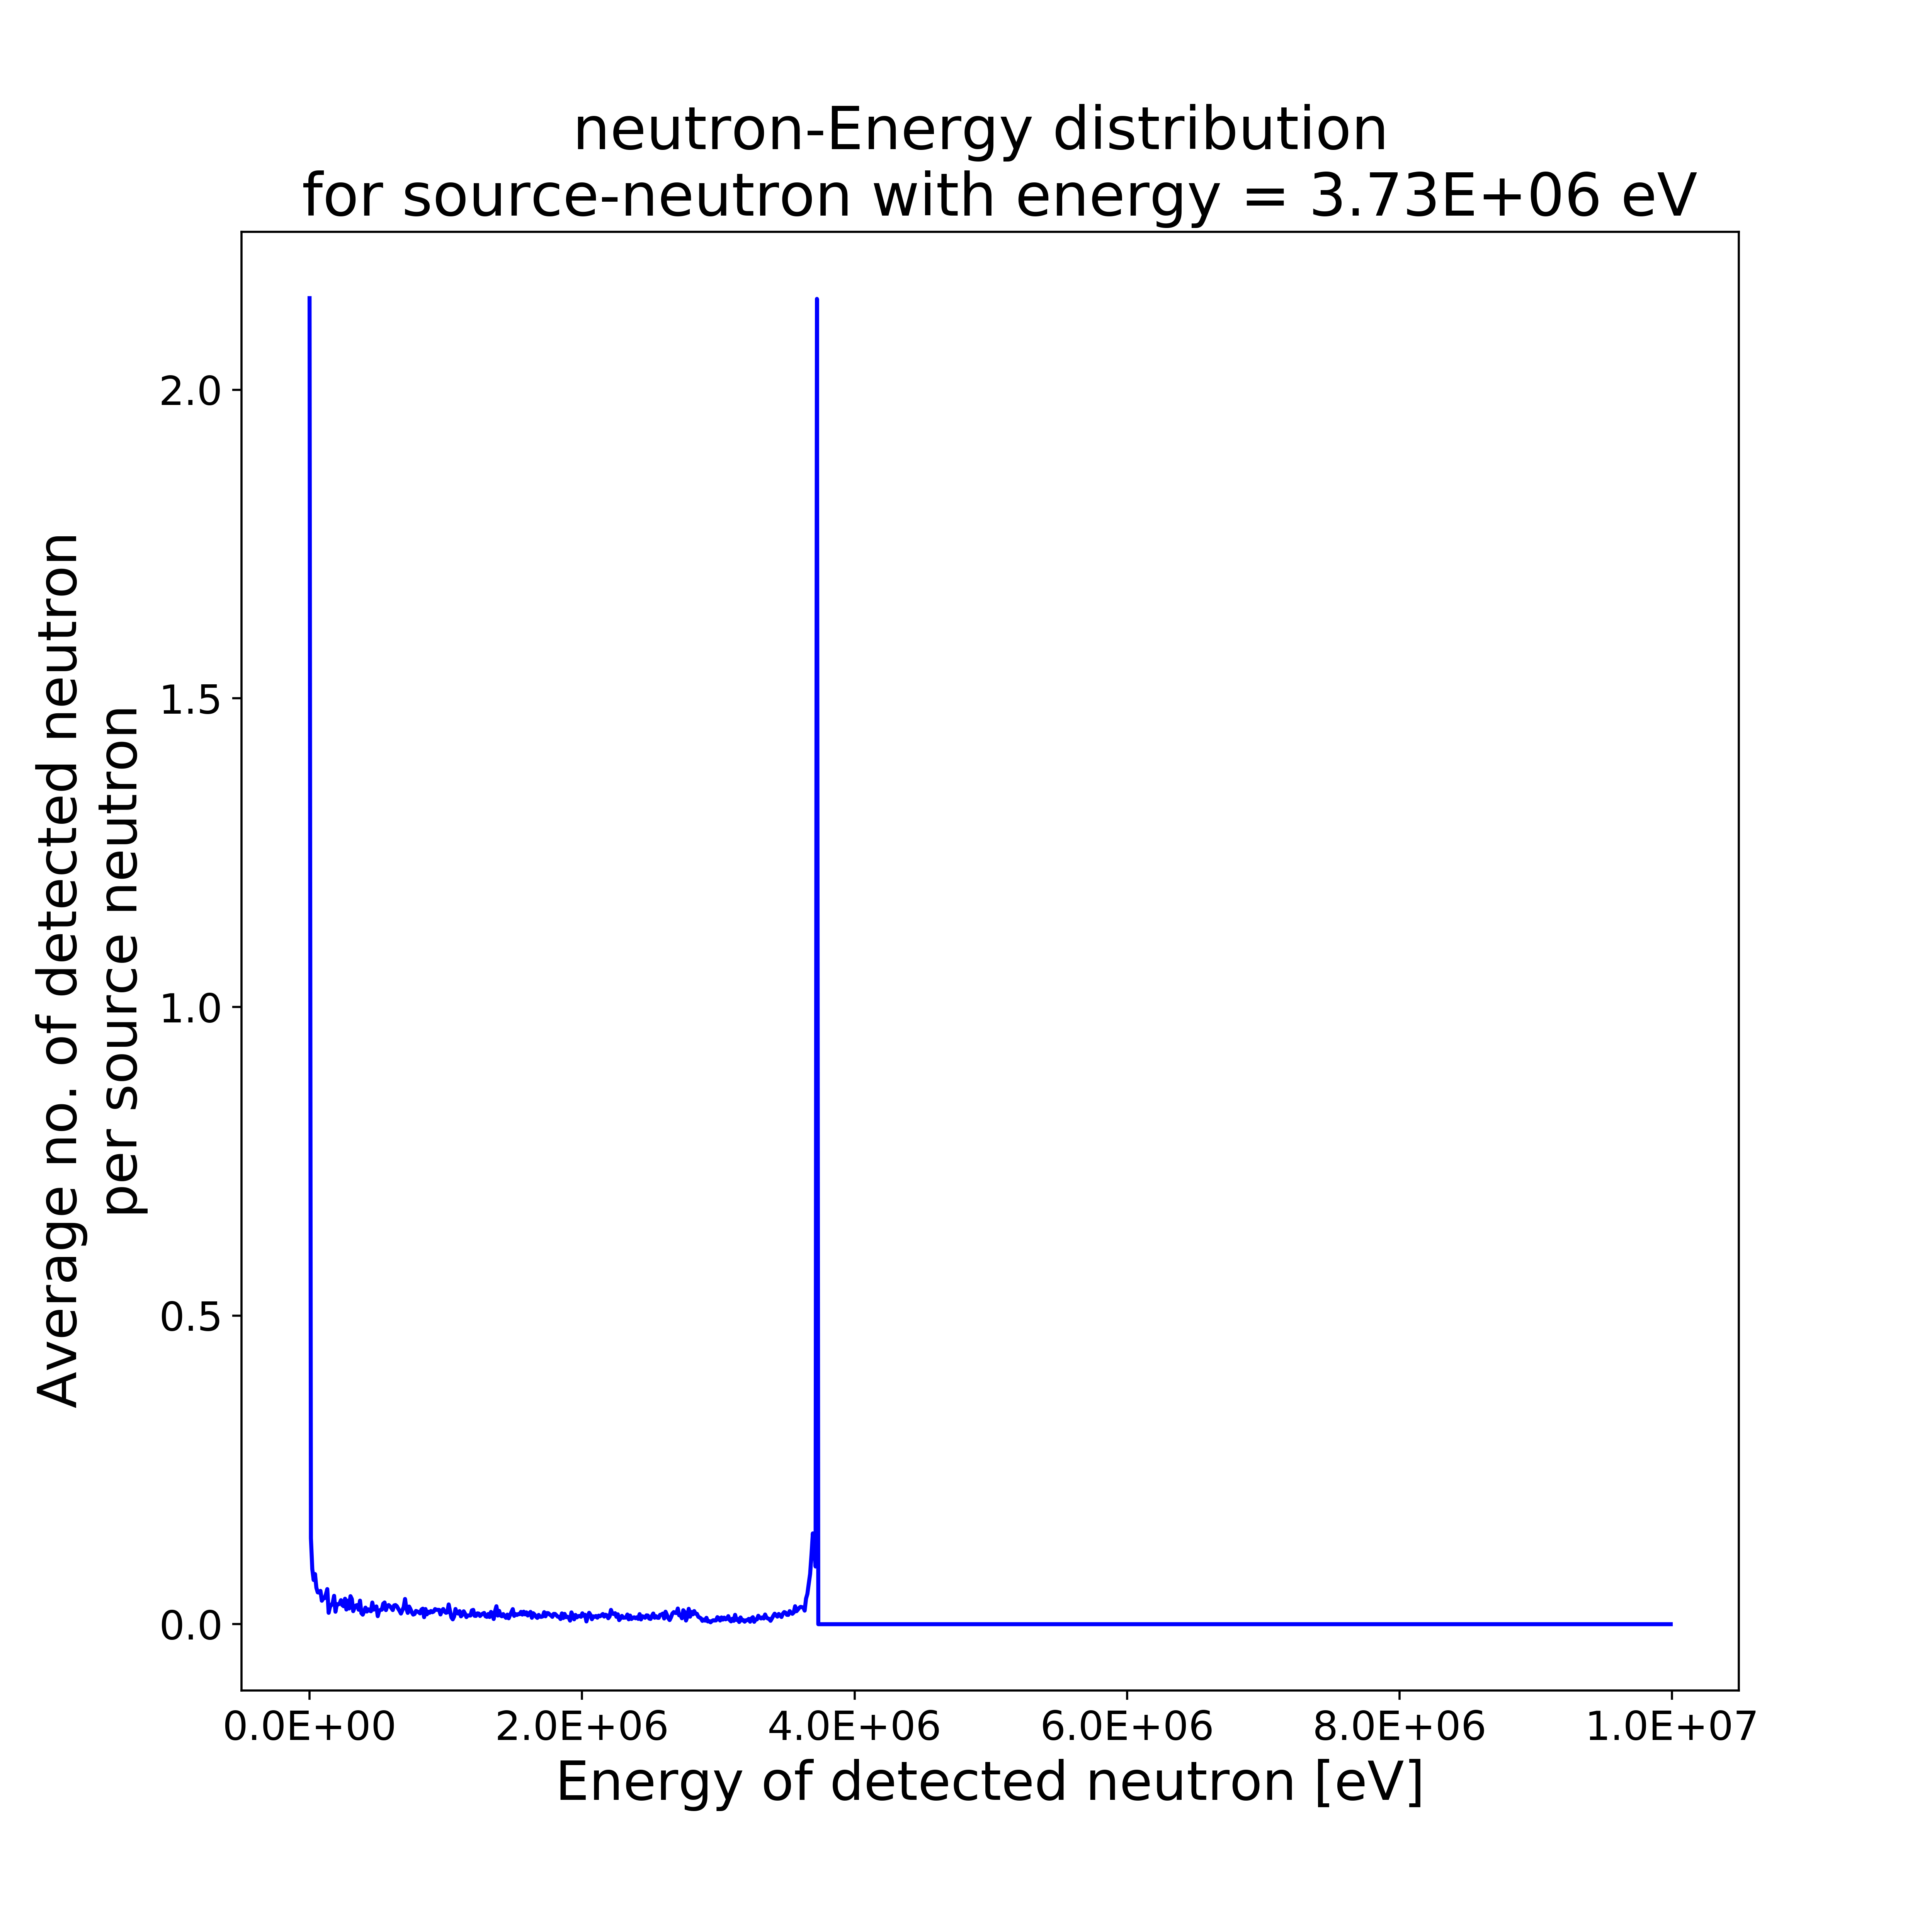 neutron-Energy distribution
for source-neutron with energy = 3.73E+06 eV
Average no. of detected neutron
per source neutron
2.0
1.5
1.0
0.5
0.0
0.0E+00
2.0E+06
4.0E+06
6.0E+06
8.0E+06
1.0E+07
Energy of detected neutron [eV]